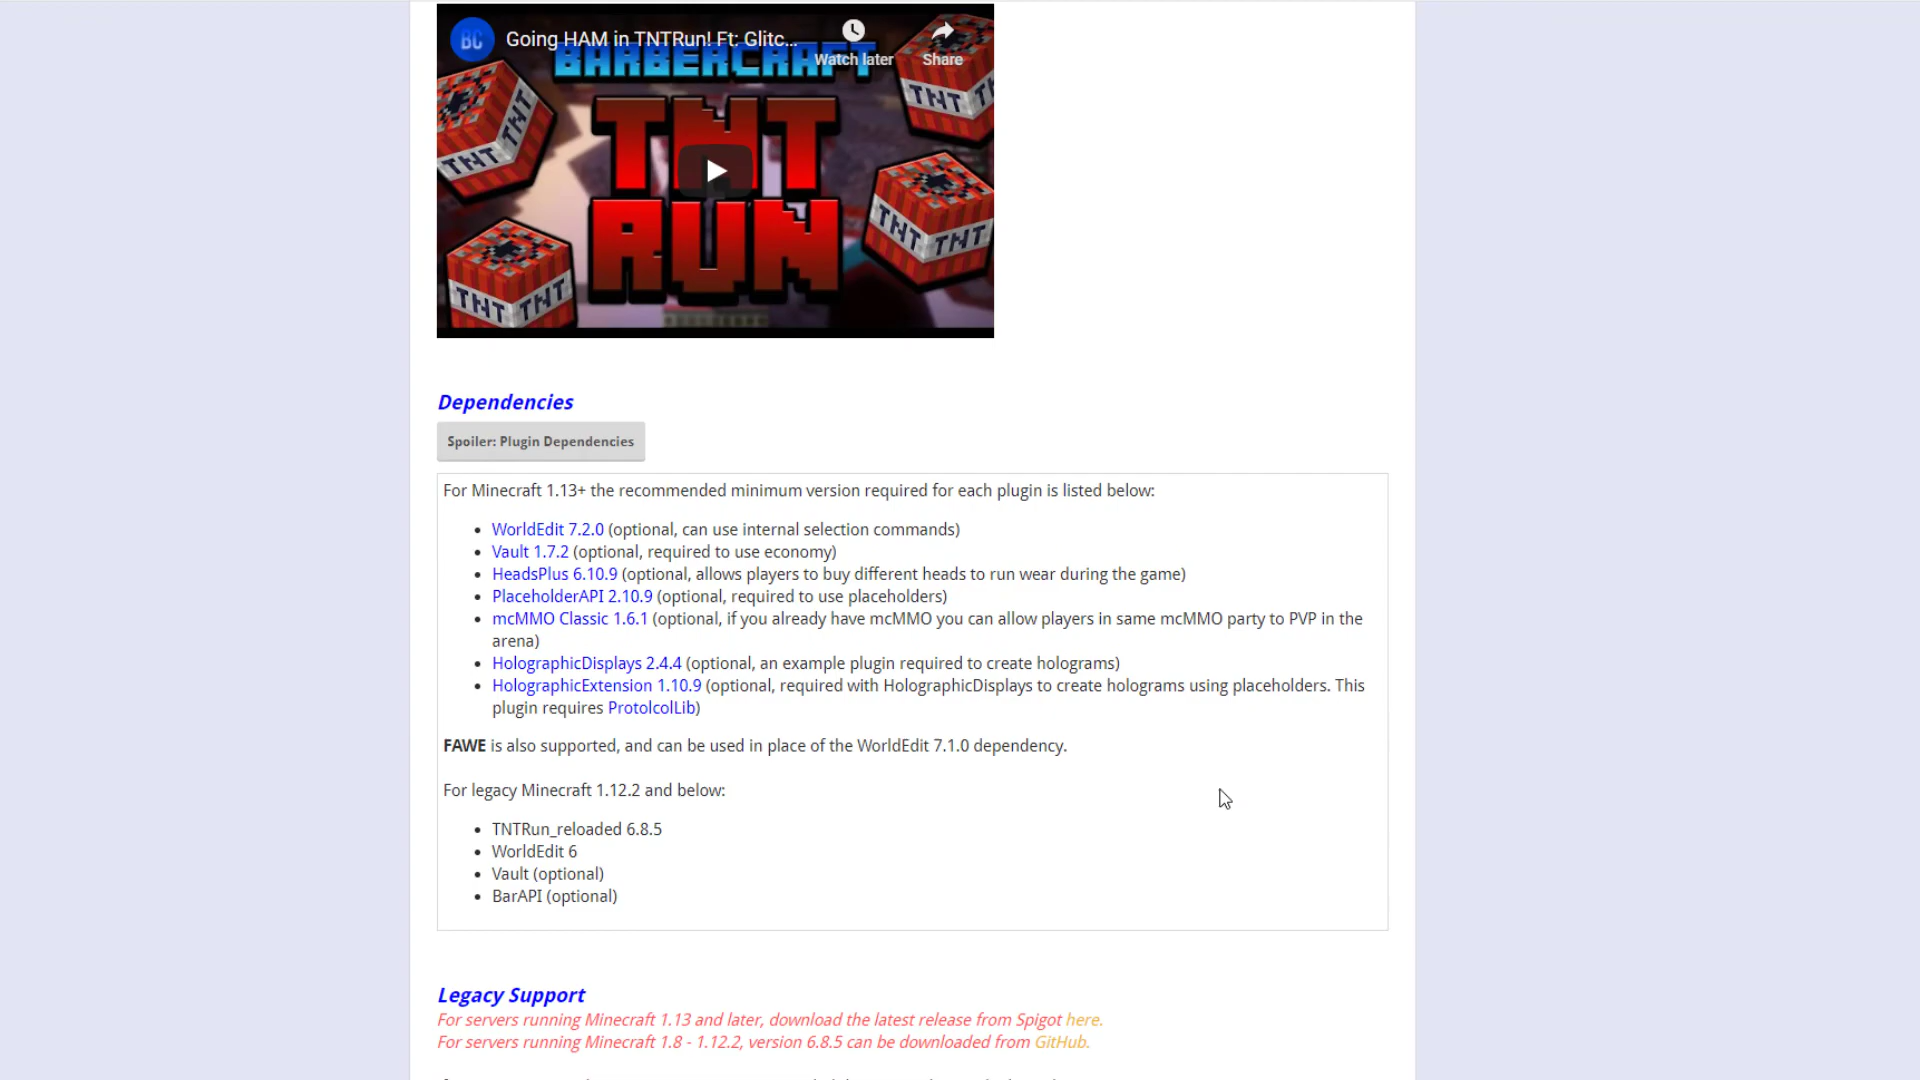 BC Going HAM in TNTRun! Ft: Glitc...
Watch later
Share
BARBERCRAFT
TNT
RUN
TNT TNT
TNT TNT
TNT T
TNT TNT
Dependencies
Spoiler: Plugin Dependencies
For Minecraft 1.13+ the recommended minimum version required for each plugin is listed below:
• WorldEdit 7.2.0 (optional, can use internal selection commands)
• Vault 1.7.2 (optional, required to use economy)
• HeadsPlus 6.10.9 (optional, allows players to buy different heads to run wear during the game)
• PlaceholderAPI 2.10.9 (optional, required to use placeholders)
• mcMMO Classic 1.6.1 (optional, if you already have mcMMO you can allow players in same mcMMO party to PVP in the
arena)
• HolographicDisplays 2.4.4 (optional, an example plugin required to create holograms)
• HolographicExtension 1.10.9 (optional, required with HolographicDisplays to create holograms using placeholders. This
plugin requires ProtolcolLib)
FAWE is also supported, and can be used in place of the WorldEdit 7.1.0 dependency.
For legacy Minecraft 1.12.2 and below:
• TNTRun_reloaded 6.8.5
• WorldEdit 6
• Vault (optional)
• BarAPI (optional)
Legacy Support
For servers running Minecraft 1.13 and later, download the latest release from Spigot here.
For servers running Minecraft 1.8 - 1.12.2, version 6.8.5 can be downloaded from GitHub.